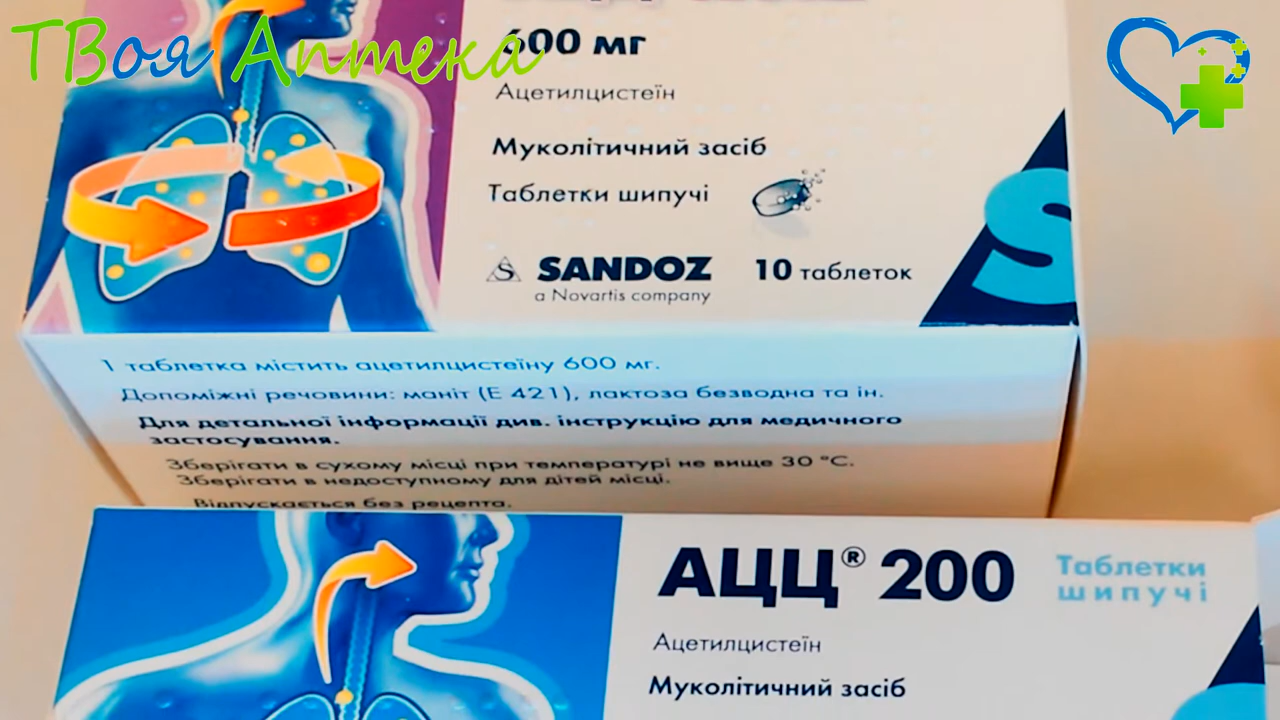 ТВоя Аптека
600 мг
Ацетилцистеїн
Муколітичний засіб
Таблетки шипучі
SANDOZ
a Novartis company
10 таблеток
1 таблетка містить ацетилцистеїну 600 мг.
Допоміжні речовини: маніт (Е 421), лактоза безводна та ін.
Для детальної інформації див. інструкцію для медичного
застосування.
Зберігати в сухому місці при температурі не вище 30 °С.
Зберігати в недоступному для дітей місці.
Відпускається без рецепта.
АЦЦ® 200
Таблетки
шипучі
Ацетилцистеїн
Муколітичний засіб